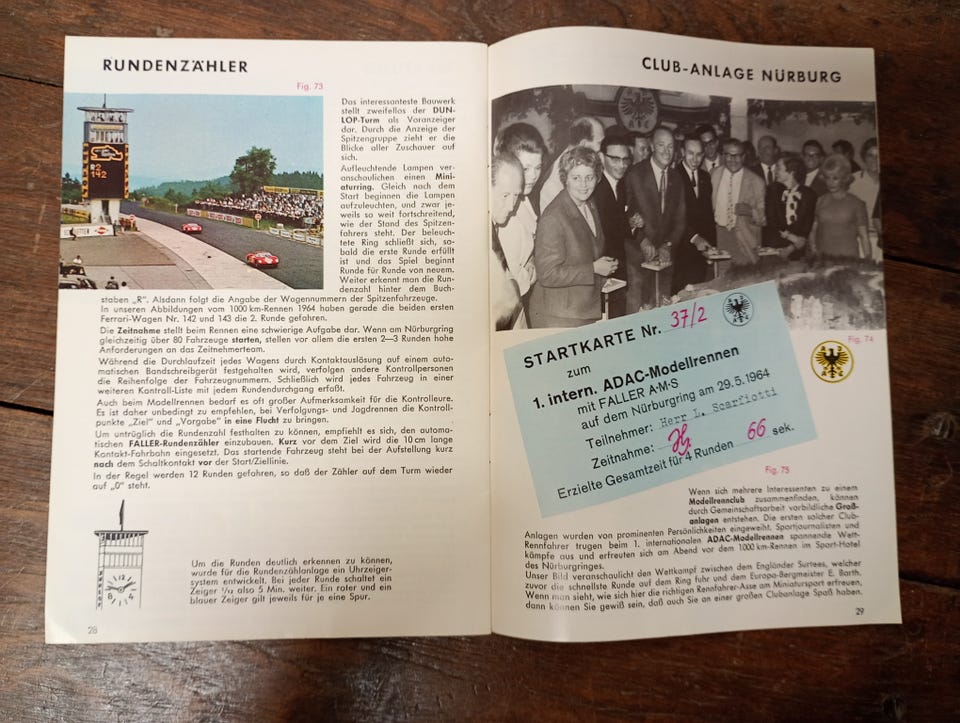 RUNDENZÄHLER
Fig. 73
R2
142
Das interessanteste Bauwerk
stellt zweifellos der DUN-
LOP-Turm als Voranzeiger
dar. Durch die Anzeige der
Spitzengruppe zieht er die
Blicke aller Zuschauer auf
sich.
Aufleuchtende Lampen ver-
anschaulichen einen Mini-
aturring. Gleich nach dem
Start beginnen die Lampen
aufzuleuchten, und zwar je-
weils so weit fortschreitend,
wie der Stand des Spitzen-
fahrers steht. Der beleuch-
tete Ring schließt sich, so-
bald die erste Runde erfüllt
ist und das Spiel beginnt
Runde für Runde von neuem.
Weiter erkennt man die Run-
denzahl hinter dem Buch-
staben „R". Alsdann folgt die Angabe der Wagennummern der Spitzenfahrzeuge.
In unseren Abbildungen vom 1000 km-Rennen 1964 haben gerade die beiden ersten
Ferrari-Wagen Nr. 142 und 143 die 2. Runde gefahren.
Die Zeitnahme stellt beim Rennen eine schwierige Aufgabe dar. Wenn am Nürburgring
gleichzeitig über 80 Fahrzeuge starten, stellen vor allem die ersten 2—3 Runden hohe
Anforderungen an das Zeitnehmerteam.
Während die Durchlaufzeit jedes Wagens durch Kontaktauslösung auf einem auto-
matischen Bandschreibgerät festgehalten wird, verfolgen andere Kontrollpersonen
die Reihenfolge der Fahrzeugnummern. Schließlich wird jedes Fahrzeug in einer
weiteren Kontroll-Liste mit jedem Rundendurchgang erfaßt.
Auch beim Modellrennen bedarf es oft großer Aufmerksamkeit für die Kontrolleure.
Es ist daher unbedingt zu empfehlen, bei Verfolgungs- und Jagdrennen die Kontroll-
punkte „Ziel" und „Vorgabe" in eine Flucht zu bringen.
Um untrüglich die Rundenzahl festhalten zu können, empfiehlt es sich, den automa-
tischen FALLER-Rundenzähler einzubauen. Kurz vor dem Ziel wird die 10 cm lange
Kontakt-Fahrbahn eingesetzt. Das startende Fahrzeug steht bei der Aufstellung kurz
nach dem Schaltkontakt vor der Start/Ziellinie.
In der Regel werden 12 Runden gefahren, so daß der Zähler auf dem Turm wieder
auf „0" steht.
DUNLOP
Um die Runden deutlich erkennen zu können,
wurde für die Rundenzählanlage ein Uhrzeiger-
system entwickelt. Bei jeder Runde schaltet ein
Zeiger 1/12 also 5 Min. weiter. Ein roter und ein
blauer Zeiger gilt jeweils für je eine Spur.
28
CLUB-ANLAGE NÜRBURG
Fig. 74
STARTKARTE Nr. 37/2
zum
1. intern. ADAC-Modellrennen
mit FALLER A·M·S
auf dem Nürburgring am 29.5.1964
Teilnehmer: Herr L. Scarfiotti
Zeitnahme:
Erzielte Gesamtzeit für 4 Runden 66 sek.
Fig. 75
Wenn sich mehrere Interessenten zu einem
Modellrennclub zusammenfinden, können
durch Gemeinschaftsarbeit vorbildliche Groß-
anlagen entstehen. Die ersten solcher Club-
Anlagen wurden von prominenten Persönlichkeiten eingeweiht. Sportjournalisten und
Rennfahrer trugen beim 1. internationalen ADAC-Modellrennen spannende Wett-
kämpfe aus und erfreuten sich am Abend vor dem 1000 km-Rennen im Sport-Hotel
des Nürburgringes.
Unser Bild veranschaulicht den Wettkampf zwischen dem Engländer Surtees, welcher
zuvor die schnellste Runde auf dem Ring fuhr und dem Europa-Bergmeister E. Barth.
Wenn man sieht, wie sich hier die richtigen Rennfahrer-Asse am Miniatursport erfreuen,
dann können Sie gewiß sein, daß auch Sie an einer großen Clubanlage Spaß haben.
29